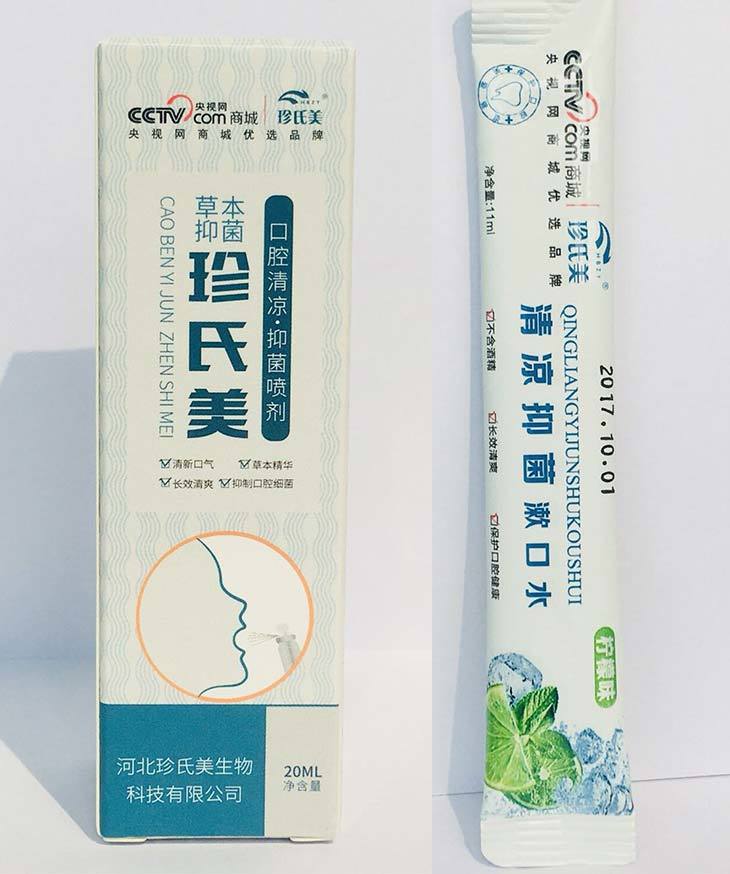 CCTV 央视网 .com 商城
HBZY ®
珍氏美
央视网商城优选品牌
草本
抑菌
珍氏美
CAO BEN YI JUN ZHEN SHI MEI
口腔清凉·抑菌喷剂
清新口气 草本精华
长效清爽 抑制口腔细菌
河北珍氏美生物
科技有限公司
20ML
净含量
CCTV 央视网 .com 商城
HBZY ®
珍氏美
央视网商城优选品牌
净含量:11ml
QINGLIANGYIJUNSHUKOUSHUI
清凉抑菌漱口水
不含酒精
长效清爽
保护口腔健康
2017.10.01
柠檬味